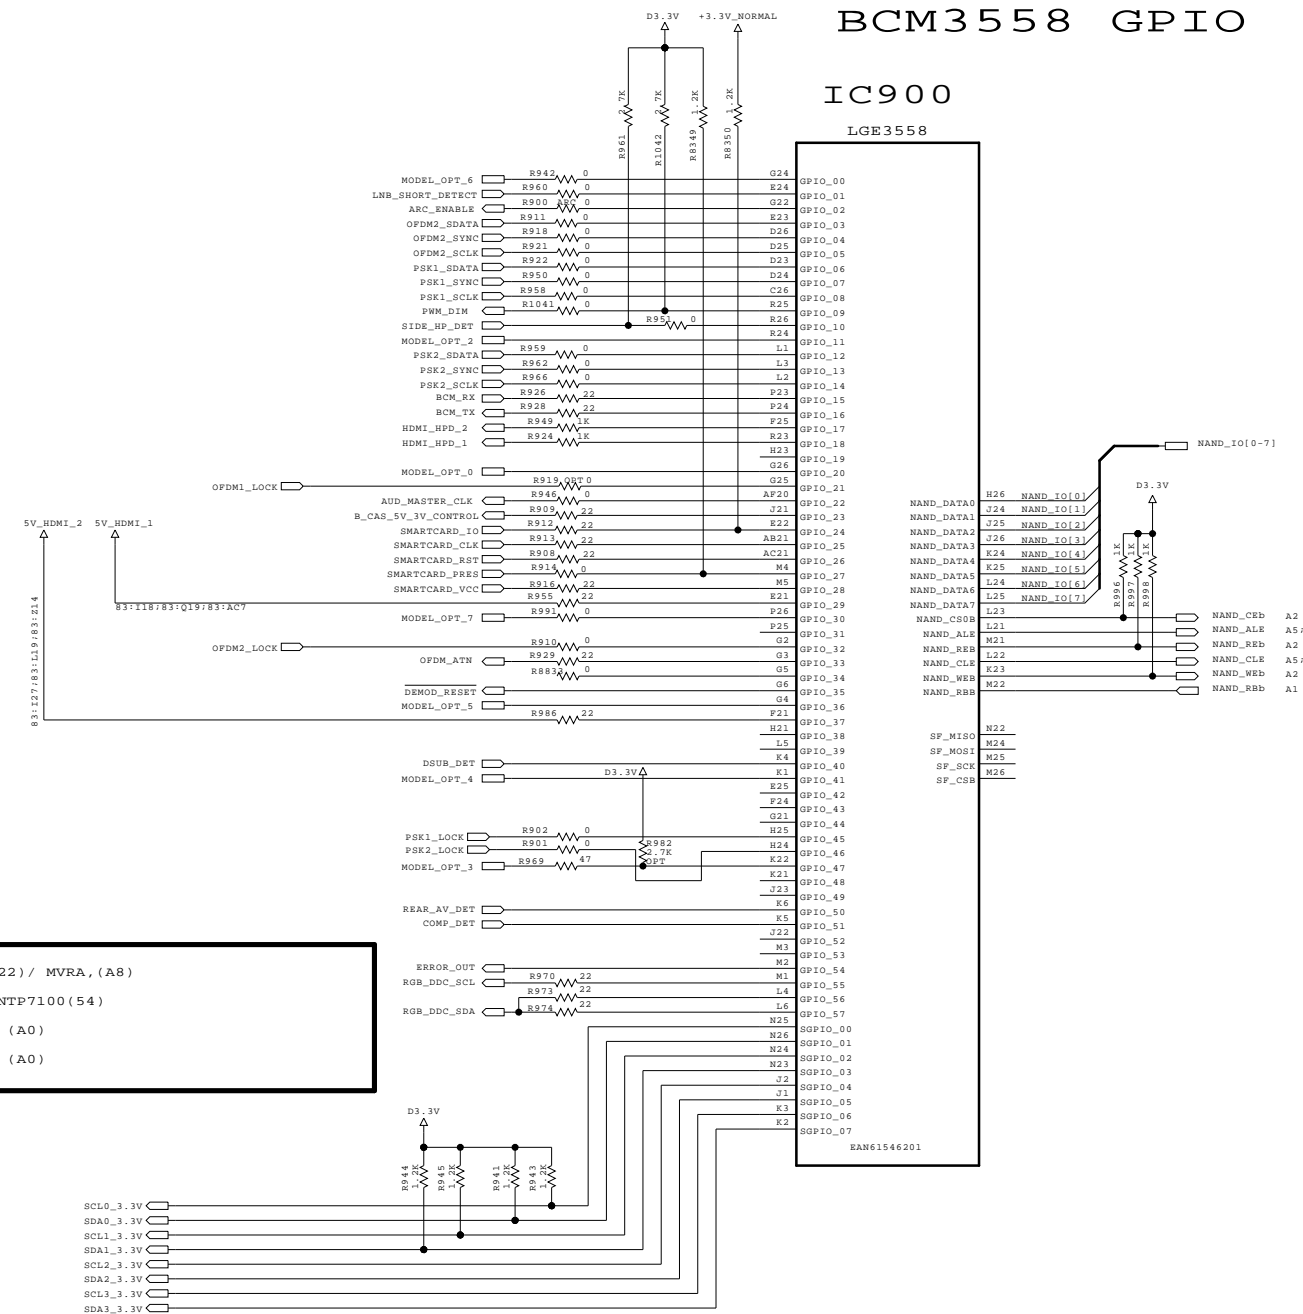 BCM3558 GPIO
IC900
LGE3558
D3.3V
+3.3V_NORMAL
R961 2.7K
R1042 2.7K
R8349 1.2K
R8350 1.2K
MODEL_OPT_6 R942 0 G24 GPIO_00
LNB_SHORT_DETECT R960 0 E24 GPIO_01
ARC_ENABLE R900 ARC 0 G22 GPIO_02
OFDM2_SDATA R911 0 E23 GPIO_03
OFDM2_SYNC R918 0 D26 GPIO_04
OFDM2_SCLK R921 0 D25 GPIO_05
PSK1_SDATA R922 0 D23 GPIO_06
PSK1_SYNC R950 0 D24 GPIO_07
PSK1_SCLK R958 0 C26 GPIO_08
PWM_DIM R1041 0 R25 GPIO_09
SIDE_HP_DET R951 0 R26 GPIO_10
MODEL_OPT_2 R24 GPIO_11
PSK2_SDATA R959 0 L1 GPIO_12
PSK2_SYNC R962 0 L3 GPIO_13
PSK2_SCLK R966 0 L2 GPIO_14
BCM_RX R926 22 P23 GPIO_15
BCM_TX R928 22 P24 GPIO_16
HDMI_HPD_2 R949 1K F25 GPIO_17
HDMI_HPD_1 R924 1K R23 GPIO_18
H23 GPIO_19
MODEL_OPT_0 G26 GPIO_20
OFDM1_LOCK R919 OPT 0 G25 GPIO_21
AUD_MASTER_CLK R946 0 AF20 GPIO_22
B_CAS_5V_3V_CONTROL R909 22 J21 GPIO_23
SMARTCARD_IO R912 22 E22 GPIO_24
SMARTCARD_CLK R913 22 AB21 GPIO_25
SMARTCARD_RST R908 22 AC21 GPIO_26
SMARTCARD_PRES R914 0 M4 GPIO_27
SMARTCARD_VCC R916 22 M5 GPIO_28
5V_HDMI_2
5V_HDMI_1
83:I27;83:L19;83:Z14
83:I18;83:Q19;83:AC7 R955 22 E21 GPIO_29
MODEL_OPT_7 R991 0 P26 GPIO_30
P25 GPIO_31
OFDM2_LOCK R910 0 G2 GPIO_32
OFDM_ATN R929 22 G3 GPIO_33
R8833 0 G5 GPIO_34
DEMOD_RESET G6 GPIO_35
MODEL_OPT_5 G4 GPIO_36
R986 22 F21 GPIO_37
H21 GPIO_38
L5 GPIO_39
DSUB_DET K4 GPIO_40
MODEL_OPT_4 D3.3V K1 GPIO_41
E25 GPIO_42
F24 GPIO_43
G21 GPIO_44
PSK1_LOCK R902 0 H25 GPIO_45
PSK2_LOCK R901 0 H24 GPIO_46
R982 2.7K OPT
MODEL_OPT_3 R969 47 K22 GPIO_47
K21 GPIO_48
J23 GPIO_49
REAR_AV_DET K6 GPIO_50
COMP_DET K5 GPIO_51
J22 GPIO_52
M3 GPIO_53
ERROR_OUT M2 GPIO_54
RGB_DDC_SCL R970 22 M1 GPIO_55
R973 22 L4 GPIO_56
RGB_DDC_SDA R974 22 L6 GPIO_57
N25 SGPIO_00
N26 SGPIO_01
N24 SGPIO_02
N23 SGPIO_03
J2 SGPIO_04
J1 SGPIO_05
K3 SGPIO_06
K2 SGPIO_07
EAN61546201
NAND_IO[0-7]
D3.3V
R996 1K
R997 1K
R998 1K
NAND_DATA0 H26 NAND_IO[0]
NAND_DATA1 J24 NAND_IO[1]
NAND_DATA2 J25 NAND_IO[2]
NAND_DATA3 J26 NAND_IO[3]
NAND_DATA4 K24 NAND_IO[4]
NAND_DATA5 K25 NAND_IO[5]
NAND_DATA6 L24 NAND_IO[6]
NAND_DATA7 L25 NAND_IO[7]
NAND_CS0B L23 NAND_CEb A2
NAND_ALE L21 NAND_ALE A5;
NAND_REB M21 NAND_REb A2
NAND_CLE L22 NAND_CLE A5;
NAND_WEB K23 NAND_WEb A2
NAND_RBB M22 NAND_RBb A1
SF_MISO N22
SF_MOSI M24
SF_SCK M25
SF_CSB M26
22)/ MVRA,(A8)
NTP7100(54)
(A0)
(A0)
D3.3V
R944 1.2K
R945 1.2K
R941 1.2K
R943 1.2K
SCL0_3.3V
SDA0_3.3V
SCL1_3.3V
SDA1_3.3V
SCL2_3.3V
SDA2_3.3V
SCL3_3.3V
SDA3_3.3V